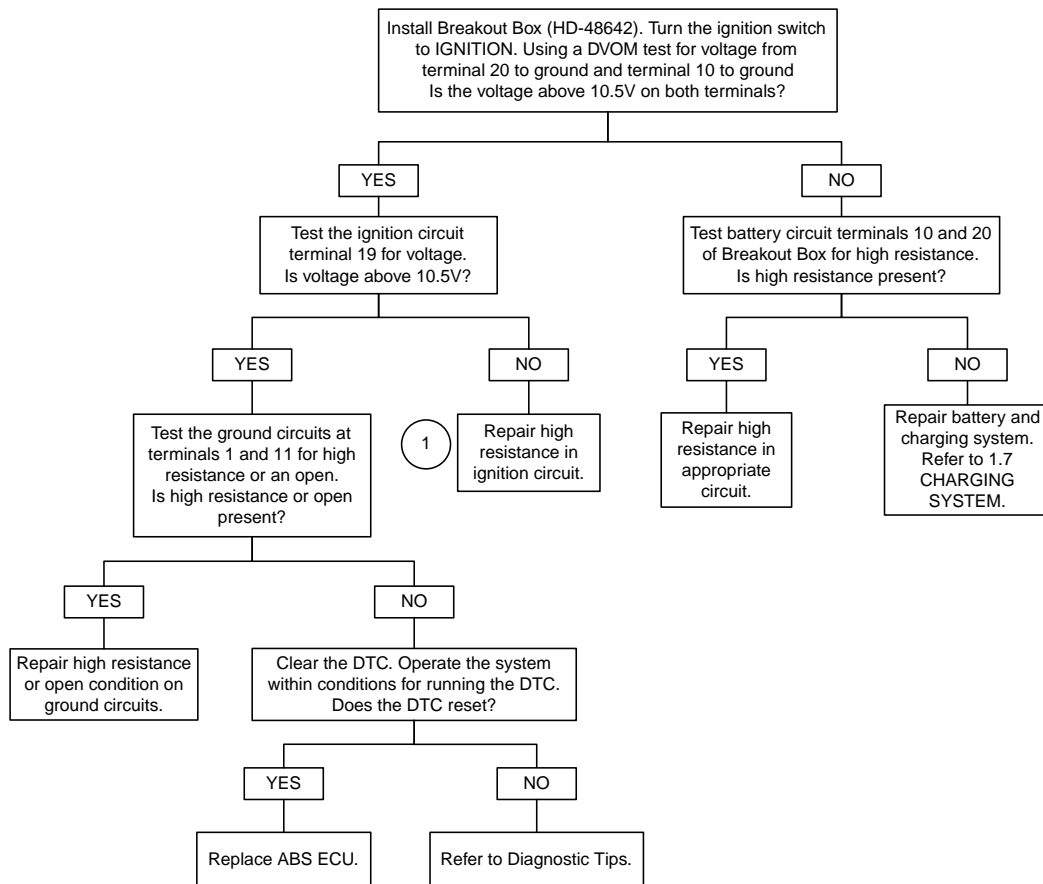 Install Breakout Box (HD-48642). Turn the ignition switch
to IGNITION. Using a DVOM test for voltage from
terminal 20 to ground and terminal 10 to ground
Is the voltage above 10.5V on both terminals?
YES
NO
Test the ignition circuit
terminal 19 for voltage.
Is voltage above 10.5V?
Test battery circuit terminals 10 and 20
of Breakout Box for high resistance.
Is high resistance present?
YES
NO
YES
NO
Test the ground circuits at
terminals 1 and 11 for high
resistance or an open.
Is high resistance or open
present?
1
Repair high
resistance in
ignition circuit.
Repair high
resistance in
appropriate
circuit.
Repair battery and
charging system.
Refer to 1.7
CHARGING
SYSTEM.
YES
NO
Repair high resistance
or open condition on
ground circuits.
Clear the DTC. Operate the system
within conditions for running the DTC.
Does the DTC reset?
YES
NO
Replace ABS ECU.
Refer to Diagnostic Tips.